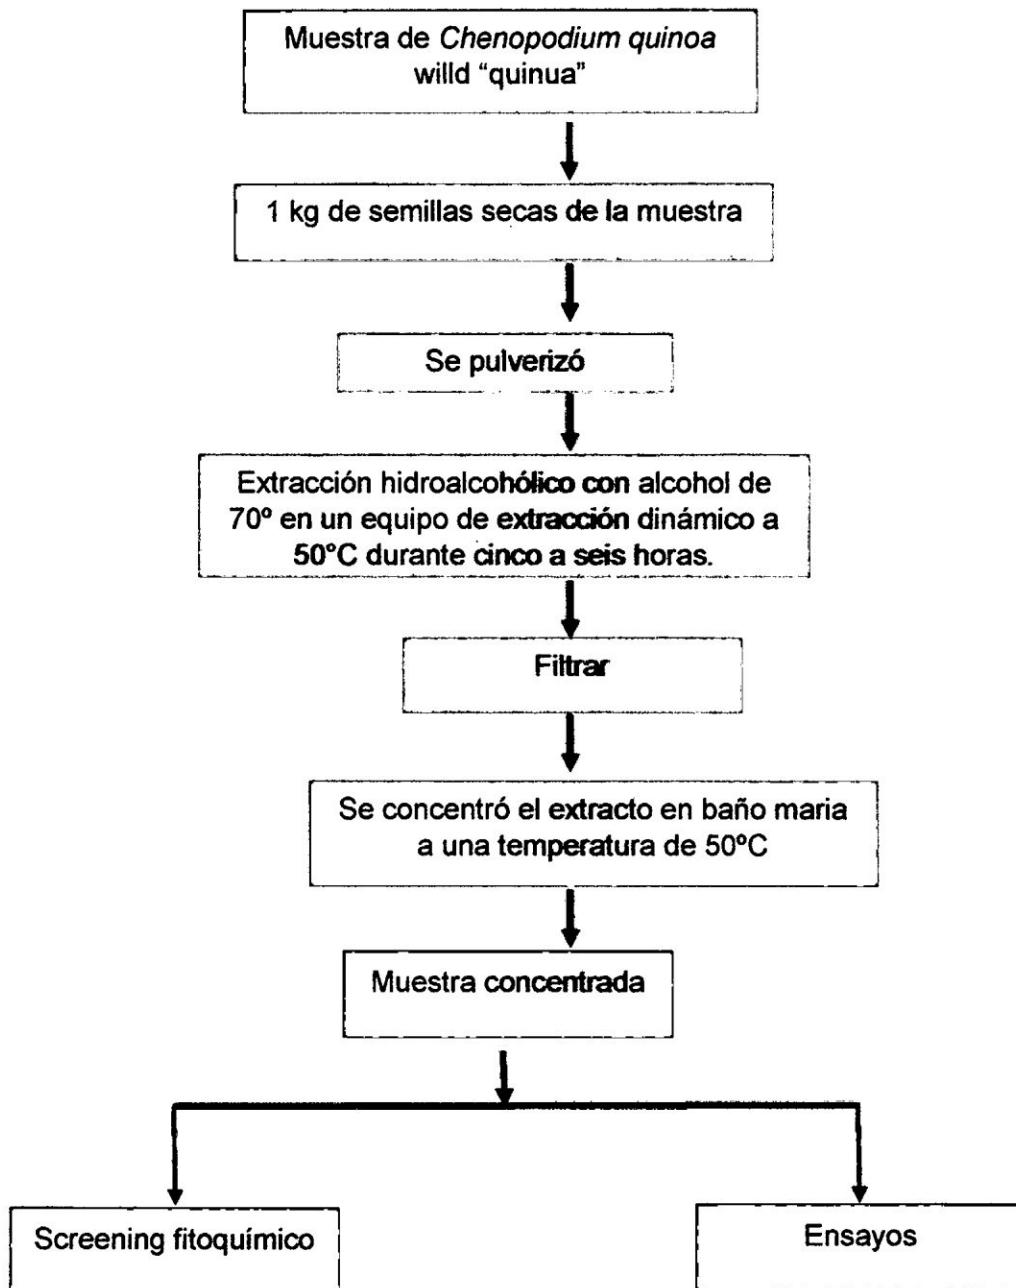 Muestra de Chenopodium quinoa
willd “quinua”
1 kg de semillas secas de la muestra
Se pulverizó
Extracción hidroalcohólico con alcohol de
70º en un equipo de extracción dinámico a
50°C durante cinco a seis horas.
Filtrar
Se concentró el extracto en baño maria
a una temperatura de 50ºC
Muestra concentrada
Screening fitoquímico
Ensayos